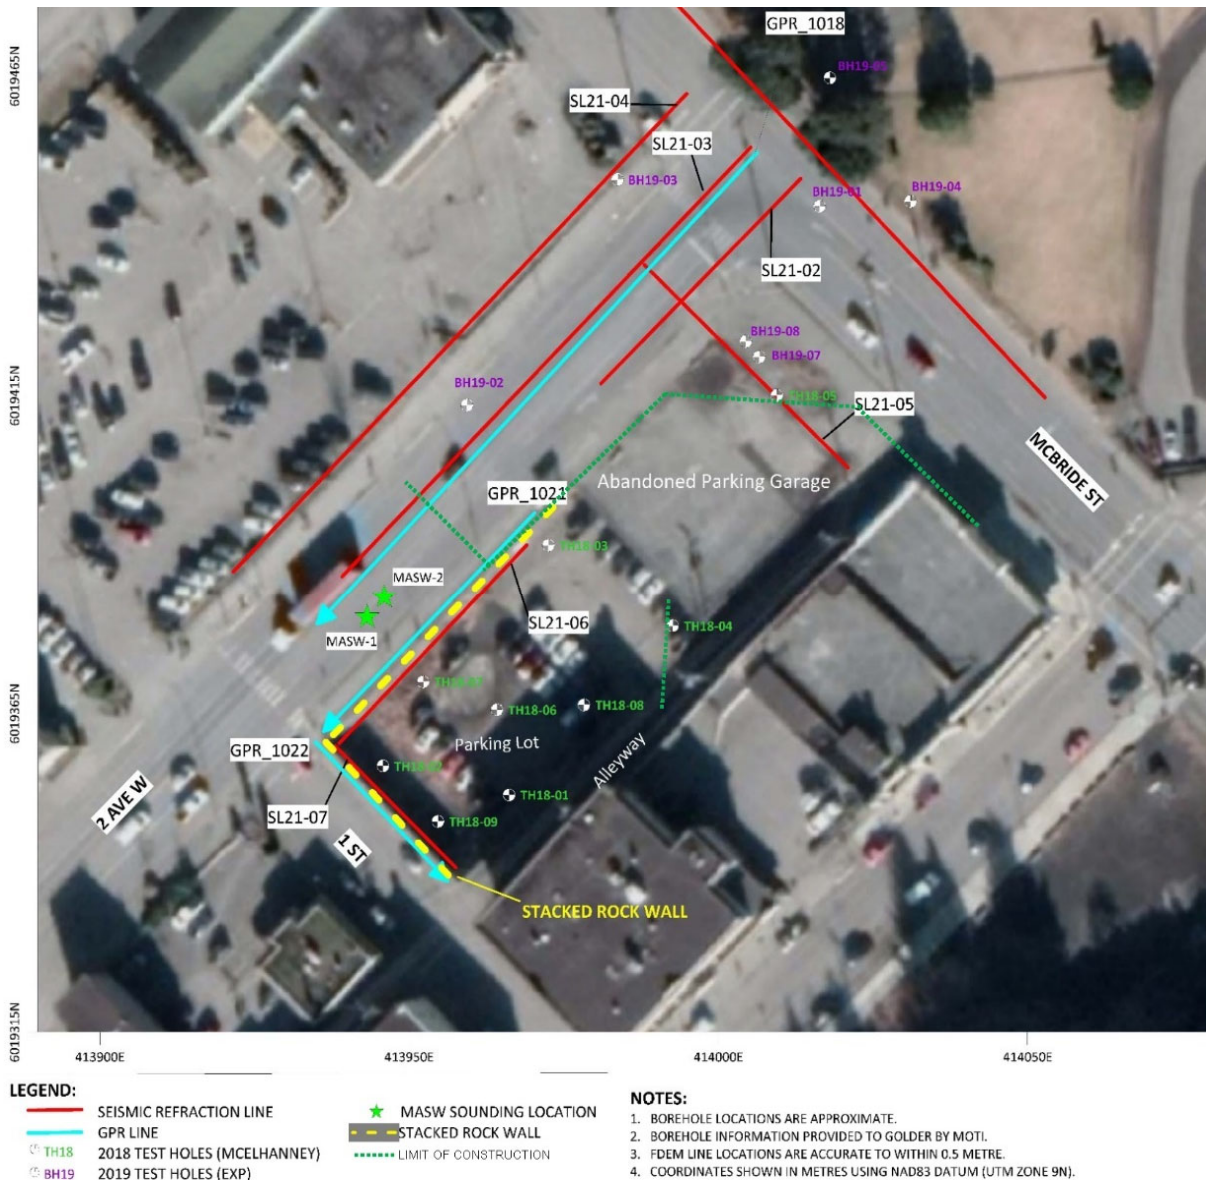 GPR_1018
BH19-05
SL21-04
SL21-03
BH19-03
BH19-01
BH19-04
SL21-02
BH19-08
BH19-07
BH19-02
TH18-05
SL21-05
MCBRIDE ST
Abandoned Parking Garage
GPR_1021
TH18-03
MASW-2
SL21-06
MASW-1
TH18-04
TH18-06
TH18-08
GPR_1022
Parking Lot
Alleyway
TH18-01
SL21-07
TH18-09
2 AVE W
1 ST
STACKED ROCK WALL
6019465N
6019415N
6019365N
6019315N
413900E
413950E
414000E
414050E
LEGEND:
SEISMIC REFRACTION LINE
GPR LINE
TH18 2018 TEST HOLES (MCELHANNEY)
BH19 2019 TEST HOLES (EXP)
MASW SOUNDING LOCATION
STACKED ROCK WALL
LIMIT OF CONSTRUCTION
NOTES:
1. BOREHOLE LOCATIONS ARE APPROXIMATE.
2. BOREHOLE INFORMATION PROVIDED TO GOLDER BY MOTI.
3. FDEM LINE LOCATIONS ARE ACCURATE TO WITHIN 0.5 METRE.
4. COORDINATES SHOWN IN METRES USING NAD83 DATUM (UTM ZONE 9N).